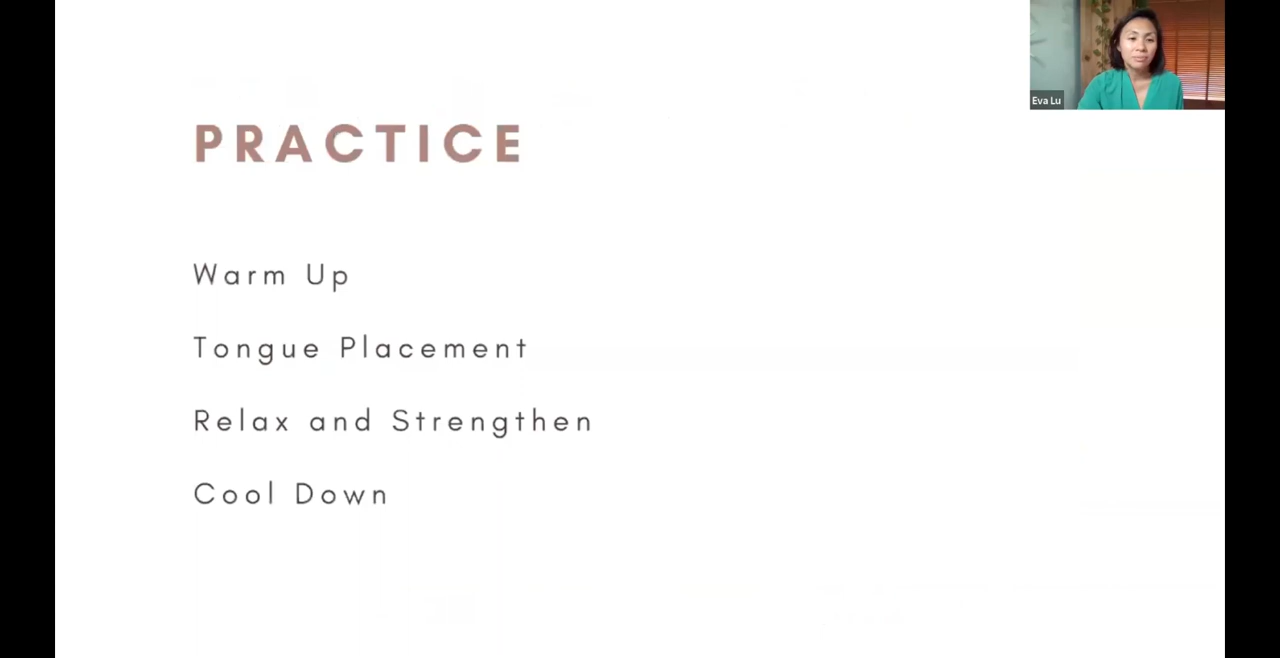 PRACTICE
Eva Lu
Warm Up
Tongue Placement
Relax and Strengthen
Cool Down